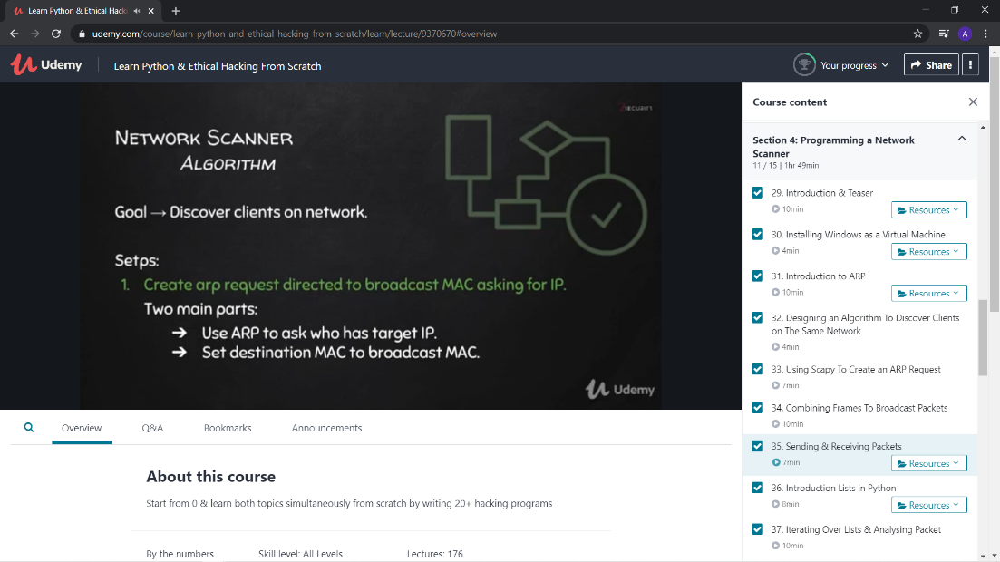 Learn Python & Ethical Hack
udemy.com/course/learn-python-and-ethical-hacking-from-scratch/learn/lecture/9370670#overview
A
Udemy
Learn Python & Ethical Hacking From Scratch
Your progress
Share
NETWORK SCANNER
ALGORITHM
Goal → Discover clients on network.
Setps:
1. Create arp request directed to broadcast MAC asking for IP.
Two main parts:
→ Use ARP to ask who has target IP.
→ Set destination MAC to broadcast MAC.
Udemy
Course content
Section 4: Programming a Network
Scanner
11 / 15 | 1hr 49min
29. Introduction & Teaser
10min
Resources
30. Installing Windows as a Virtual Machine
4min
Resources
31. Introduction to ARP
10min
Resources
32. Designing an Algorithm To Discover Clients
on The Same Network
4min
33. Using Scapy To Create an ARP Request
7min
34. Combining Frames To Broadcast Packets
10min
35. Sending & Receiving Packets
7min
Resources
36. Introduction Lists in Python
8min
Resources
37. Iterating Over Lists & Analysing Packet
10min
Overview
Q&A
Bookmarks
Announcements
About this course
Start from 0 & learn both topics simultaneously from scratch by writing 20+ hacking programs
By the numbers
Skill level: All Levels
Lectures: 176